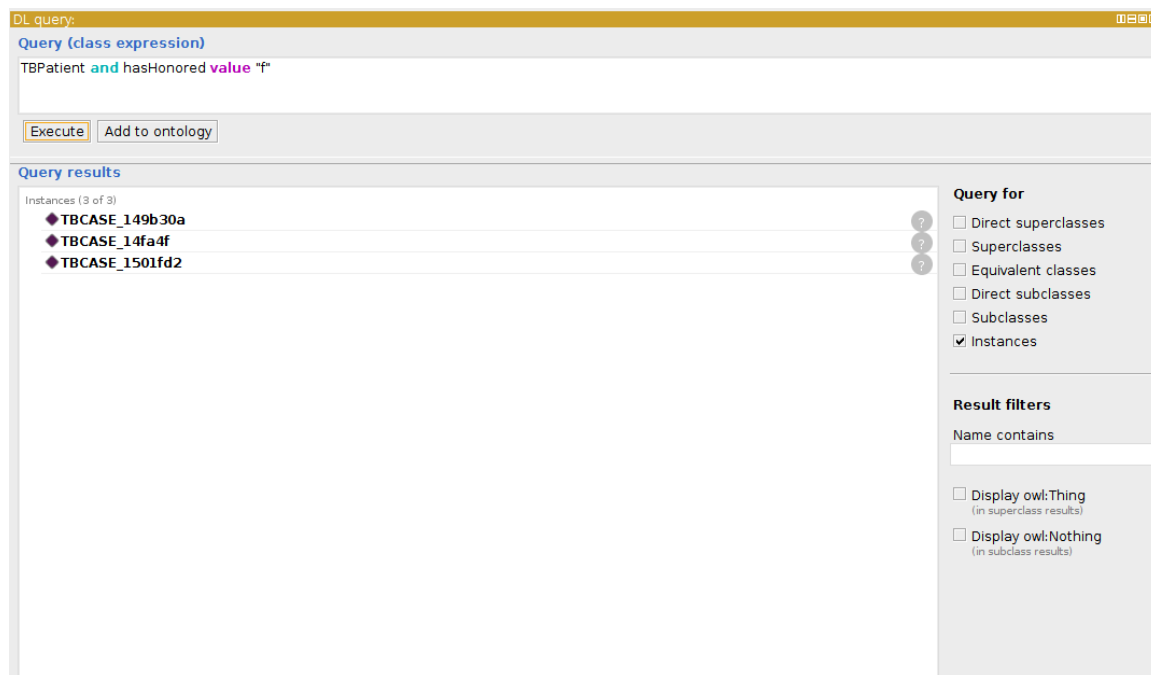 DL query:
Query (class expression)
TBPatient and hasHonored value "f"
Execute Add to ontology
Query results
Instances (3 of 3)
TBCASE_149b30a ?
TBCASE_14fa4f ?
TBCASE_1501fd2 ?
Query for
Direct superclasses
Superclasses
Equivalent classes
Direct subclasses
Subclasses
Instances
Result filters
Name contains
Display owl:Thing
(in superclass results)
Display owl:Nothing
(in subclass results)